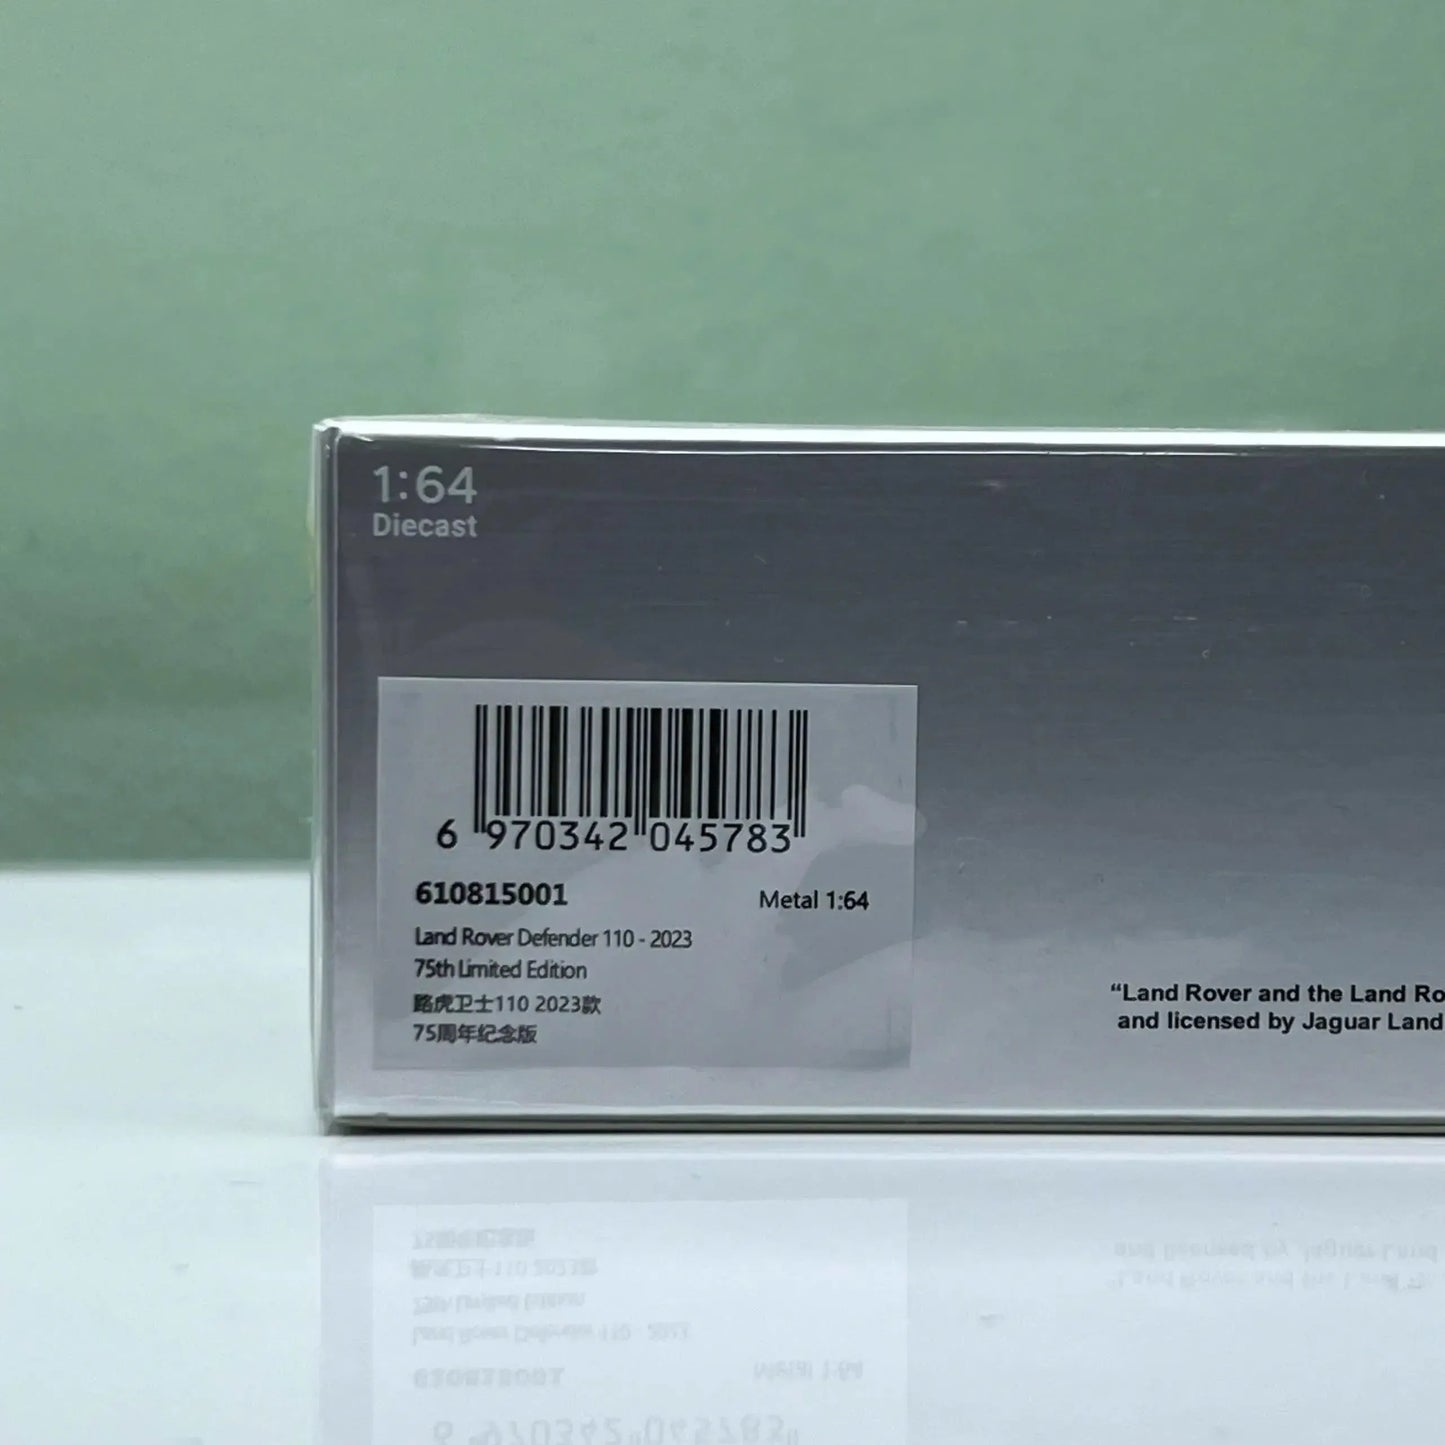 1:64
Diecast
6 970342 045783
610815001
Metal 1:64
Land Rover Defender 110 - 2023
75th Limited Edition
路虎卫士110 2023款
75周年纪念版
“Land Rover and the Land Ro
and licensed by Jaguar Land